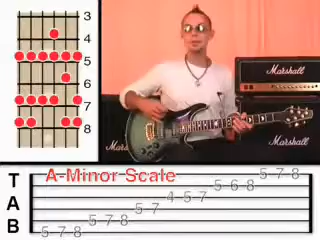 3
4
5
6
7
8
Marshall
Marshall
Marshall
A-Minor Scale
T
A
B
5-7-8
5-7-8
5-7
4-5-7
5-6-8
5-7-8